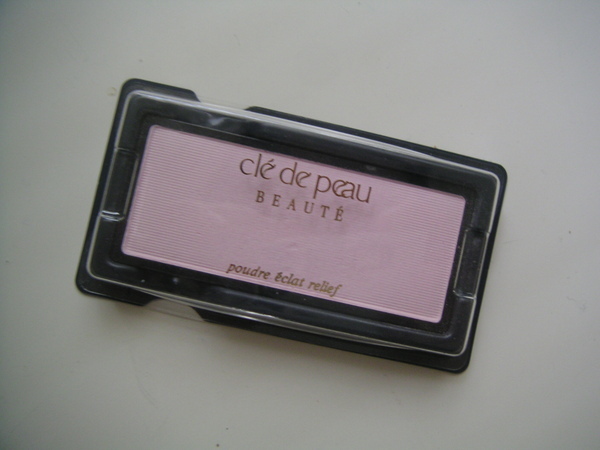 clé de peau
BEAUTÉ
poudre éclat relief